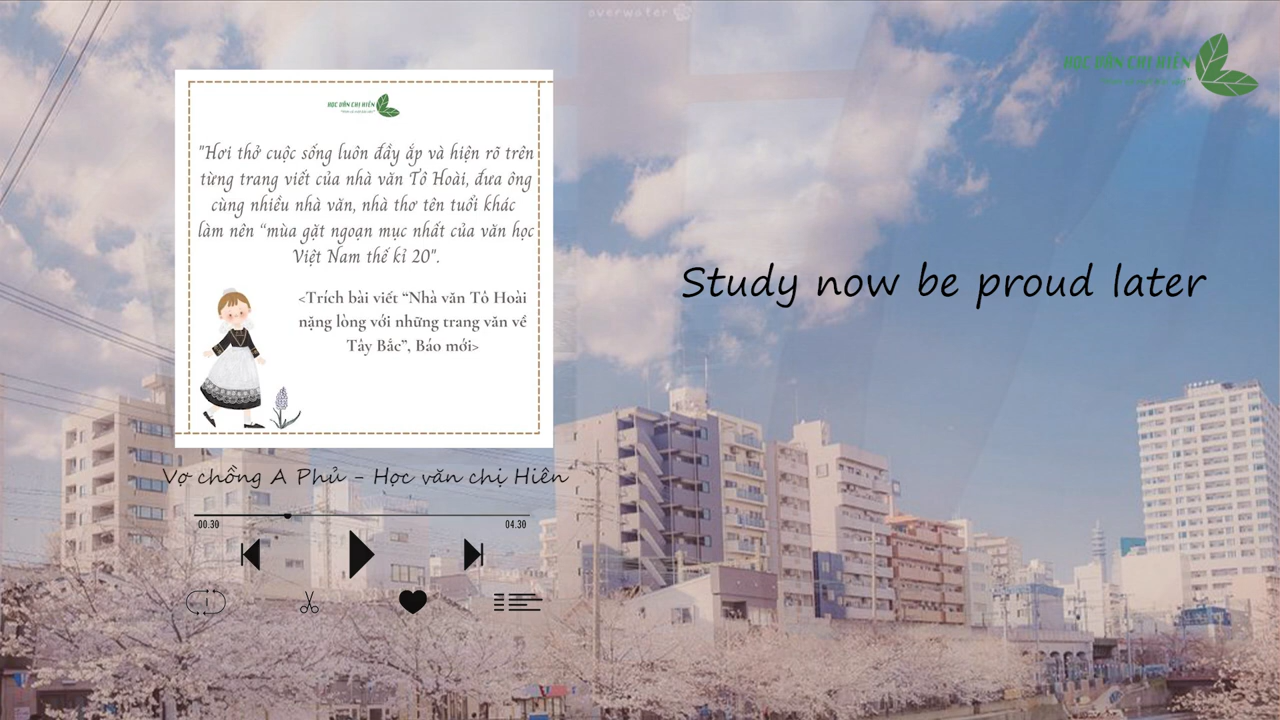 overwater
HỌC VĂN CHỊ HIÊN
HỌC VĂN CHỊ HIÊN
"Hơi thở cuộc sống luôn đầy ắp và hiện rõ trên
từng trang viết của nhà văn Tô Hoài, đưa ông
cùng nhiều nhà văn, nhà thơ tên tuổi khác
làm nên “mùa gặt ngoạn mục nhất của văn học
Việt Nam thế kỉ 20".
<Trích bài viết “Nhà văn Tô Hoài
nặng lòng với những trang văn về
Tây Bắc”, Báo mới>
Study now be proud later
Vợ chồng A Phủ - Học văn chị Hiên
00.30 04.30